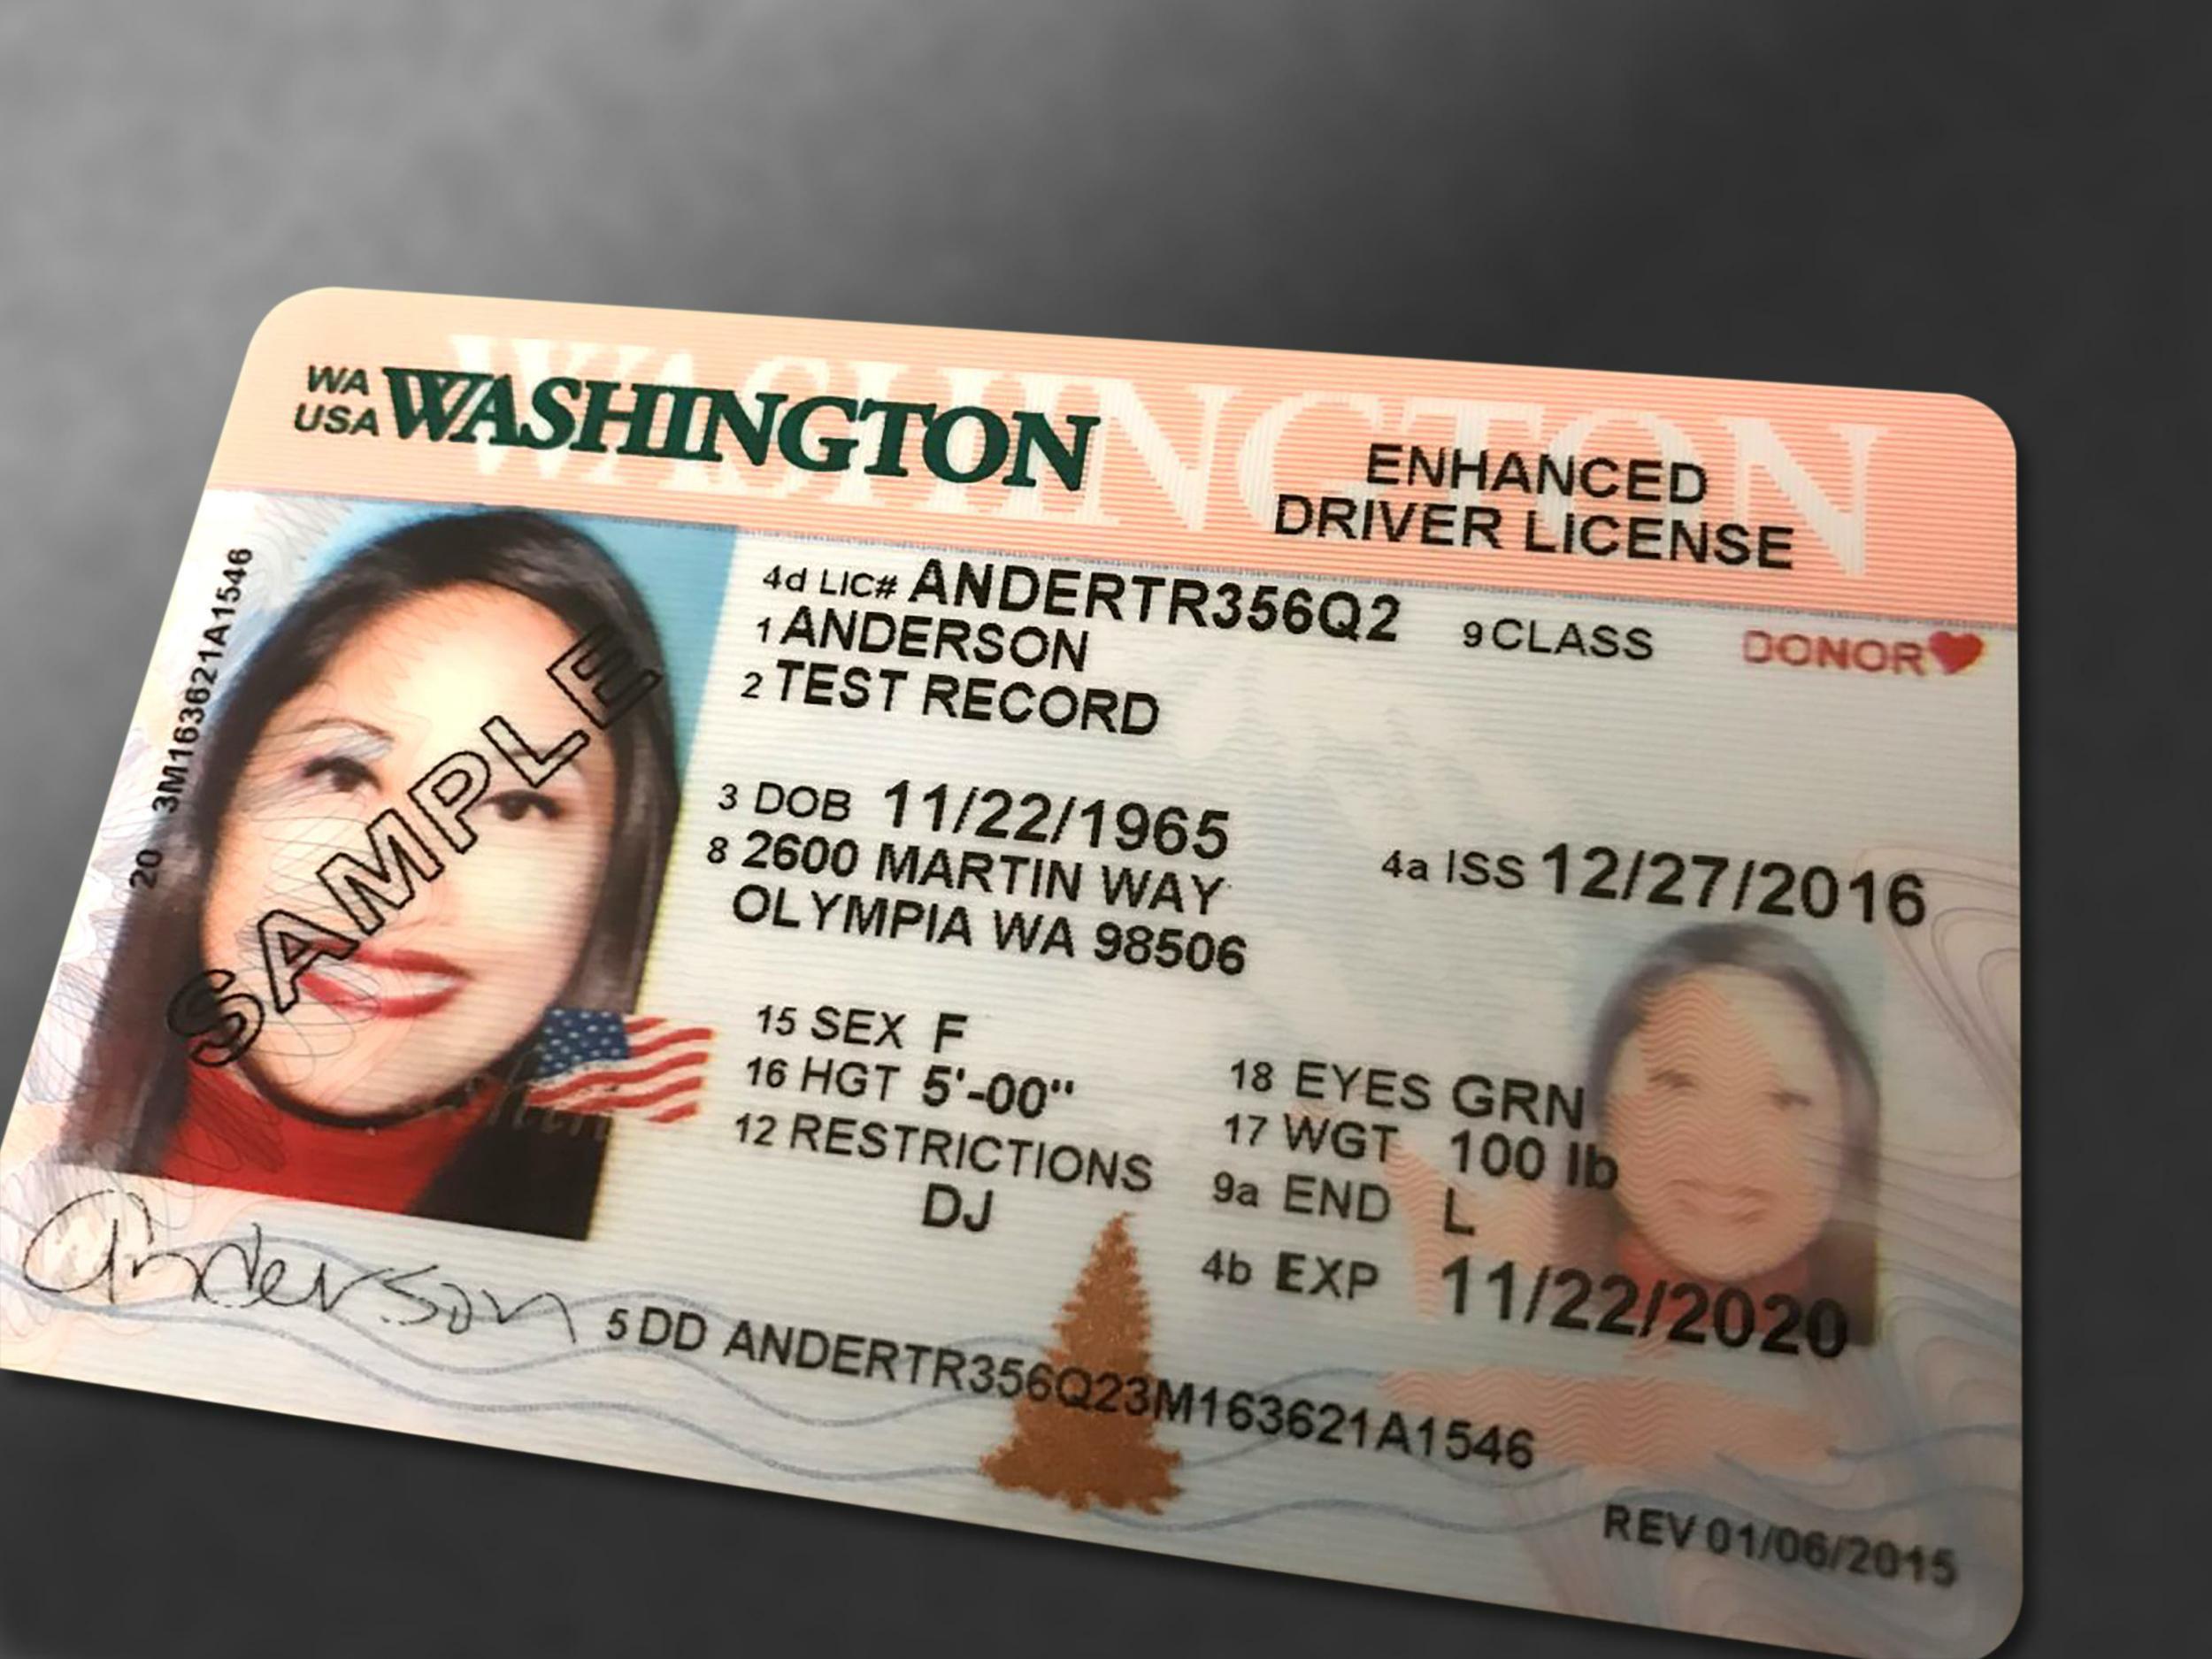 WA
USA
WASHINGTON
WASHINGTON
ENHANCED
DRIVER LICENSE
4d LIC# ANDERTR356Q2
9 CLASS
DONOR
1 ANDERSON
2 TEST RECORD
3 DOB 11/22/1965
4a ISS 12/27/2016
8 2600 MARTIN WAY
OLYMPIA WA 98506
15 SEX F
18 EYES GRN
16 HGT 5'-00"
17 WGT 100 lb
12 RESTRICTIONS
DJ
9a END L
4b EXP 11/22/2020
5 DD ANDERTR356Q23M163621A1546
REV 01/06/2015
20 3M163621A1546
SAMPLE
Anderson